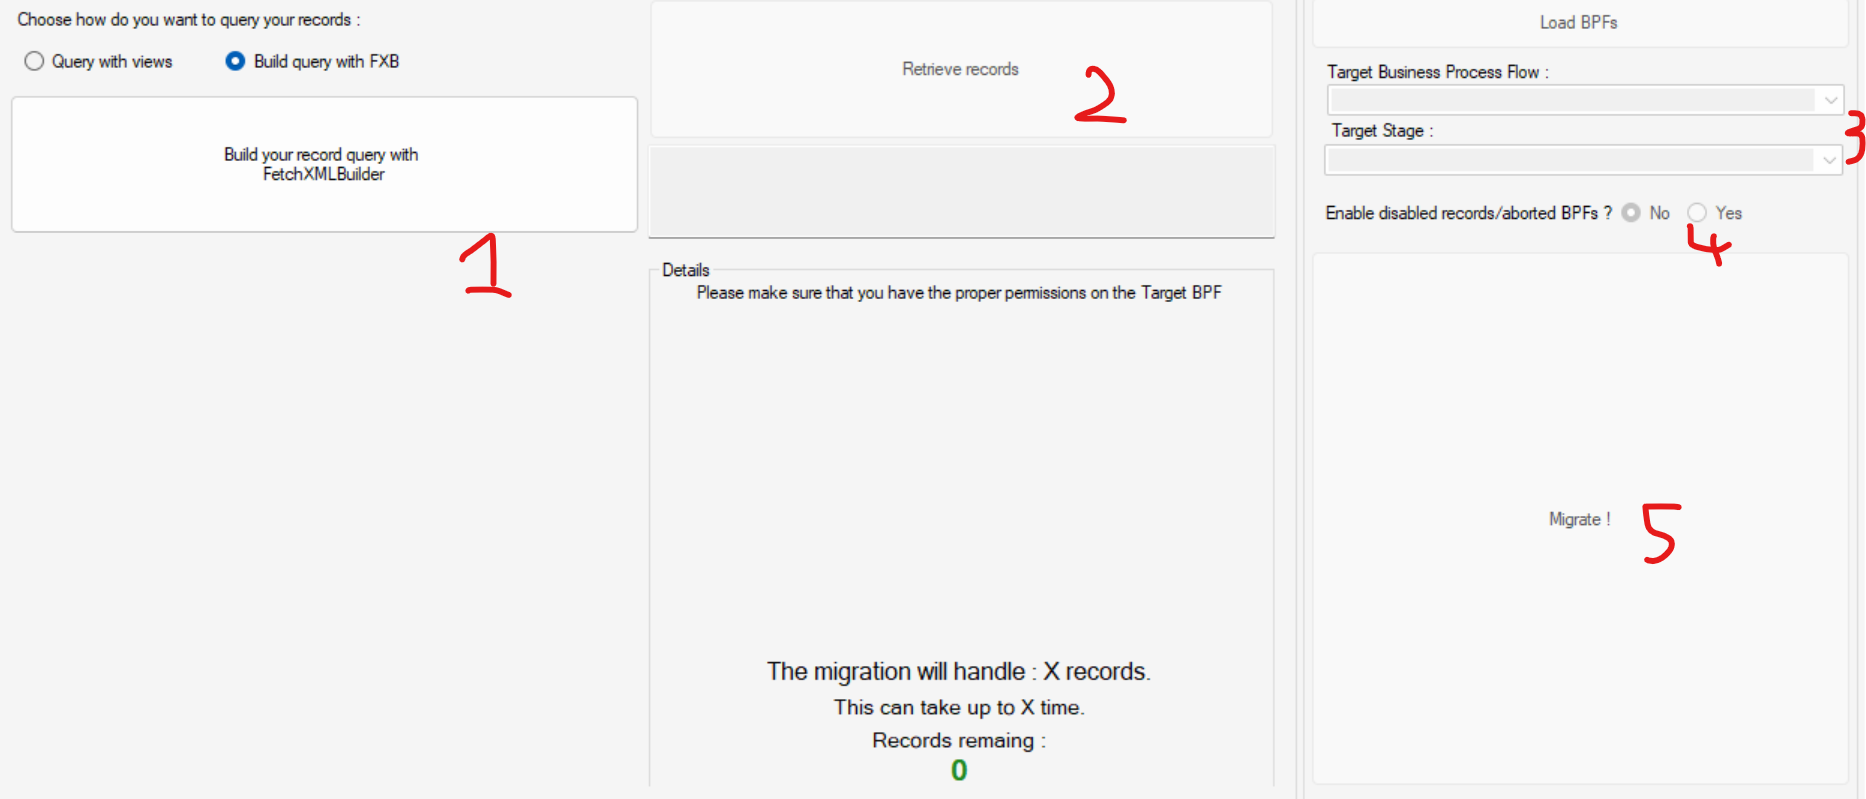 Choose how do you want to query your records :
Query with views
Build query with FXB
Build your record query with
FetchXMLBuilder
1
Retrieve records
2
Details
Please make sure that you have the proper permissions on the Target BPF
The migration will handle : X records.
This can take up to X time.
Records remaing :
0
Load BPFs
Target Business Process Flow :
Target Stage :
3
Enable disabled records/aborted BPFs ? No Yes
4
Migrate !
5